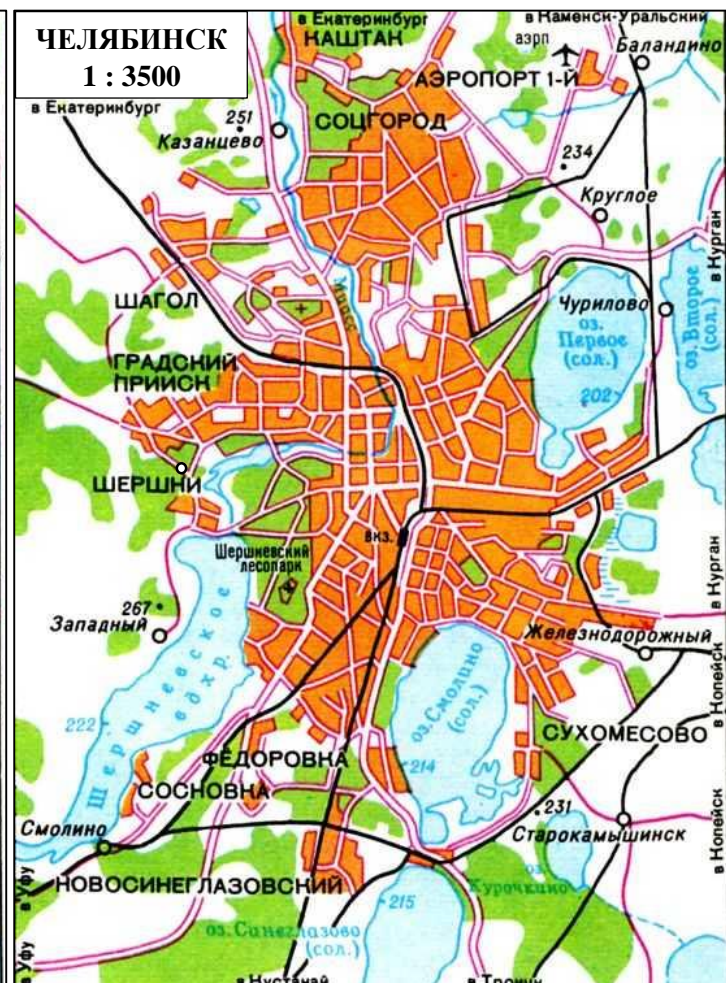 ЧЕЛЯБИНСК
1 : 3500
в Екатеринбург
КАШТАК
в Каменск-Уральский
аэрп
Баландино
АЭРОПОРТ 1-Й
в Екатеринбург
251
Казанцево
СОЦГОРОД
234
Круглое
в Курган
Миасс
ШАГОЛ
Чурилово
оз.
Первое
(сол.)
оз. Второе
(сол.)
ГРАДСКИЙ
ПРИИСК
202
ШЕРШНИ
вкз.
Шершневский
лесопарк
в Курган
267
Западный
Железнодорожный
Шершневское
вдхр.
оз. Смолино
(сол.)
в Копейск
222
СУХОМЕСОВО
ФЁДОРОВКА
214
СОСНОВКА
231
Смолино
Старокамышинск
в Копейск
НОВОСИНЕГЛАЗОВСКИЙ
оз.
Курочкино
в Уфу
215
оз. Синеглазово
(сол.)
в Уфу
в Кустанай
в Троицк